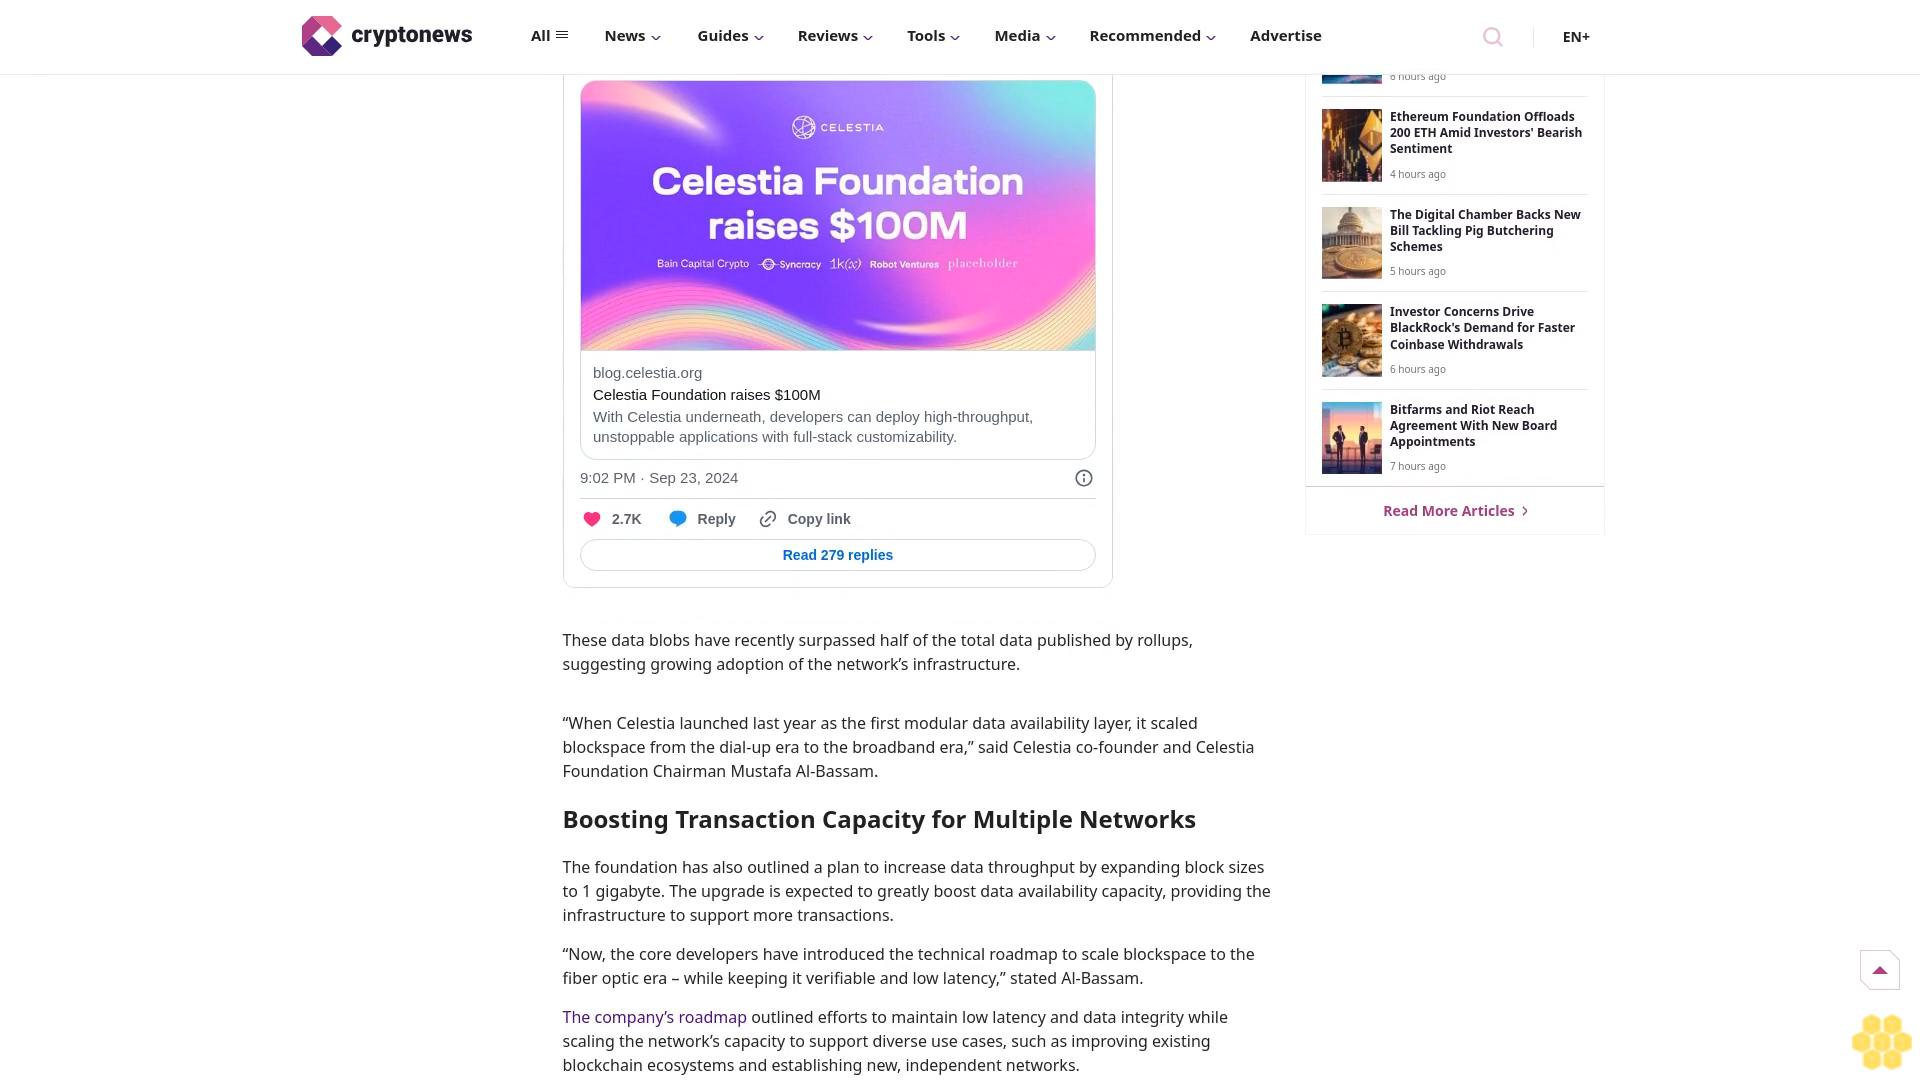 cryptonews
All
News
Guides
Reviews
Tools
Media
Recommended
Advertise
EN+
CELESTIA
Celestia Foundation
raises $100M
Bain Capital Crypto
Syncracy
1k(x)
Robot Ventures
placeholder
blog.celestia.org
Celestia Foundation raises $100M
With Celestia underneath, developers can deploy high-throughput,
unstoppable applications with full-stack customizability.
9:02 PM · Sep 23, 2024
2.7K
Reply
Copy link
Read 279 replies
These data blobs have recently surpassed half of the total data published by rollups,
suggesting growing adoption of the network’s infrastructure.
“When Celestia launched last year as the first modular data availability layer, it scaled
blockspace from the dial-up era to the broadband era,” said Celestia co-founder and Celestia
Foundation Chairman Mustafa Al-Bassam.
Boosting Transaction Capacity for Multiple Networks
The foundation has also outlined a plan to increase data throughput by expanding block sizes
to 1 gigabyte. The upgrade is expected to greatly boost data availability capacity, providing the
infrastructure to support more transactions.
“Now, the core developers have introduced the technical roadmap to scale blockspace to the
fiber optic era – while keeping it verifiable and low latency,” stated Al-Bassam.
The company’s roadmap outlined efforts to maintain low latency and data integrity while
scaling the network’s capacity to support diverse use cases, such as improving existing
blockchain ecosystems and establishing new, independent networks.
6 hours ago
Ethereum Foundation Offloads
200 ETH Amid Investors' Bearish
Sentiment
4 hours ago
The Digital Chamber Backs New
Bill Tackling Pig Butchering
Schemes
5 hours ago
Investor Concerns Drive
BlackRock's Demand for Faster
Coinbase Withdrawals
6 hours ago
Bitfarms and Riot Reach
Agreement With New Board
Appointments
7 hours ago
Read More Articles